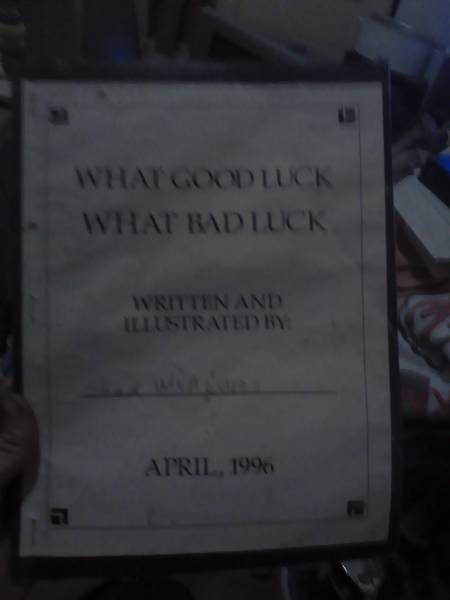 WHAT GOOD LUCK
WHAT BAD LUCK
WRITTEN AND
ILLUSTRATED BY:
APRIL, 1996